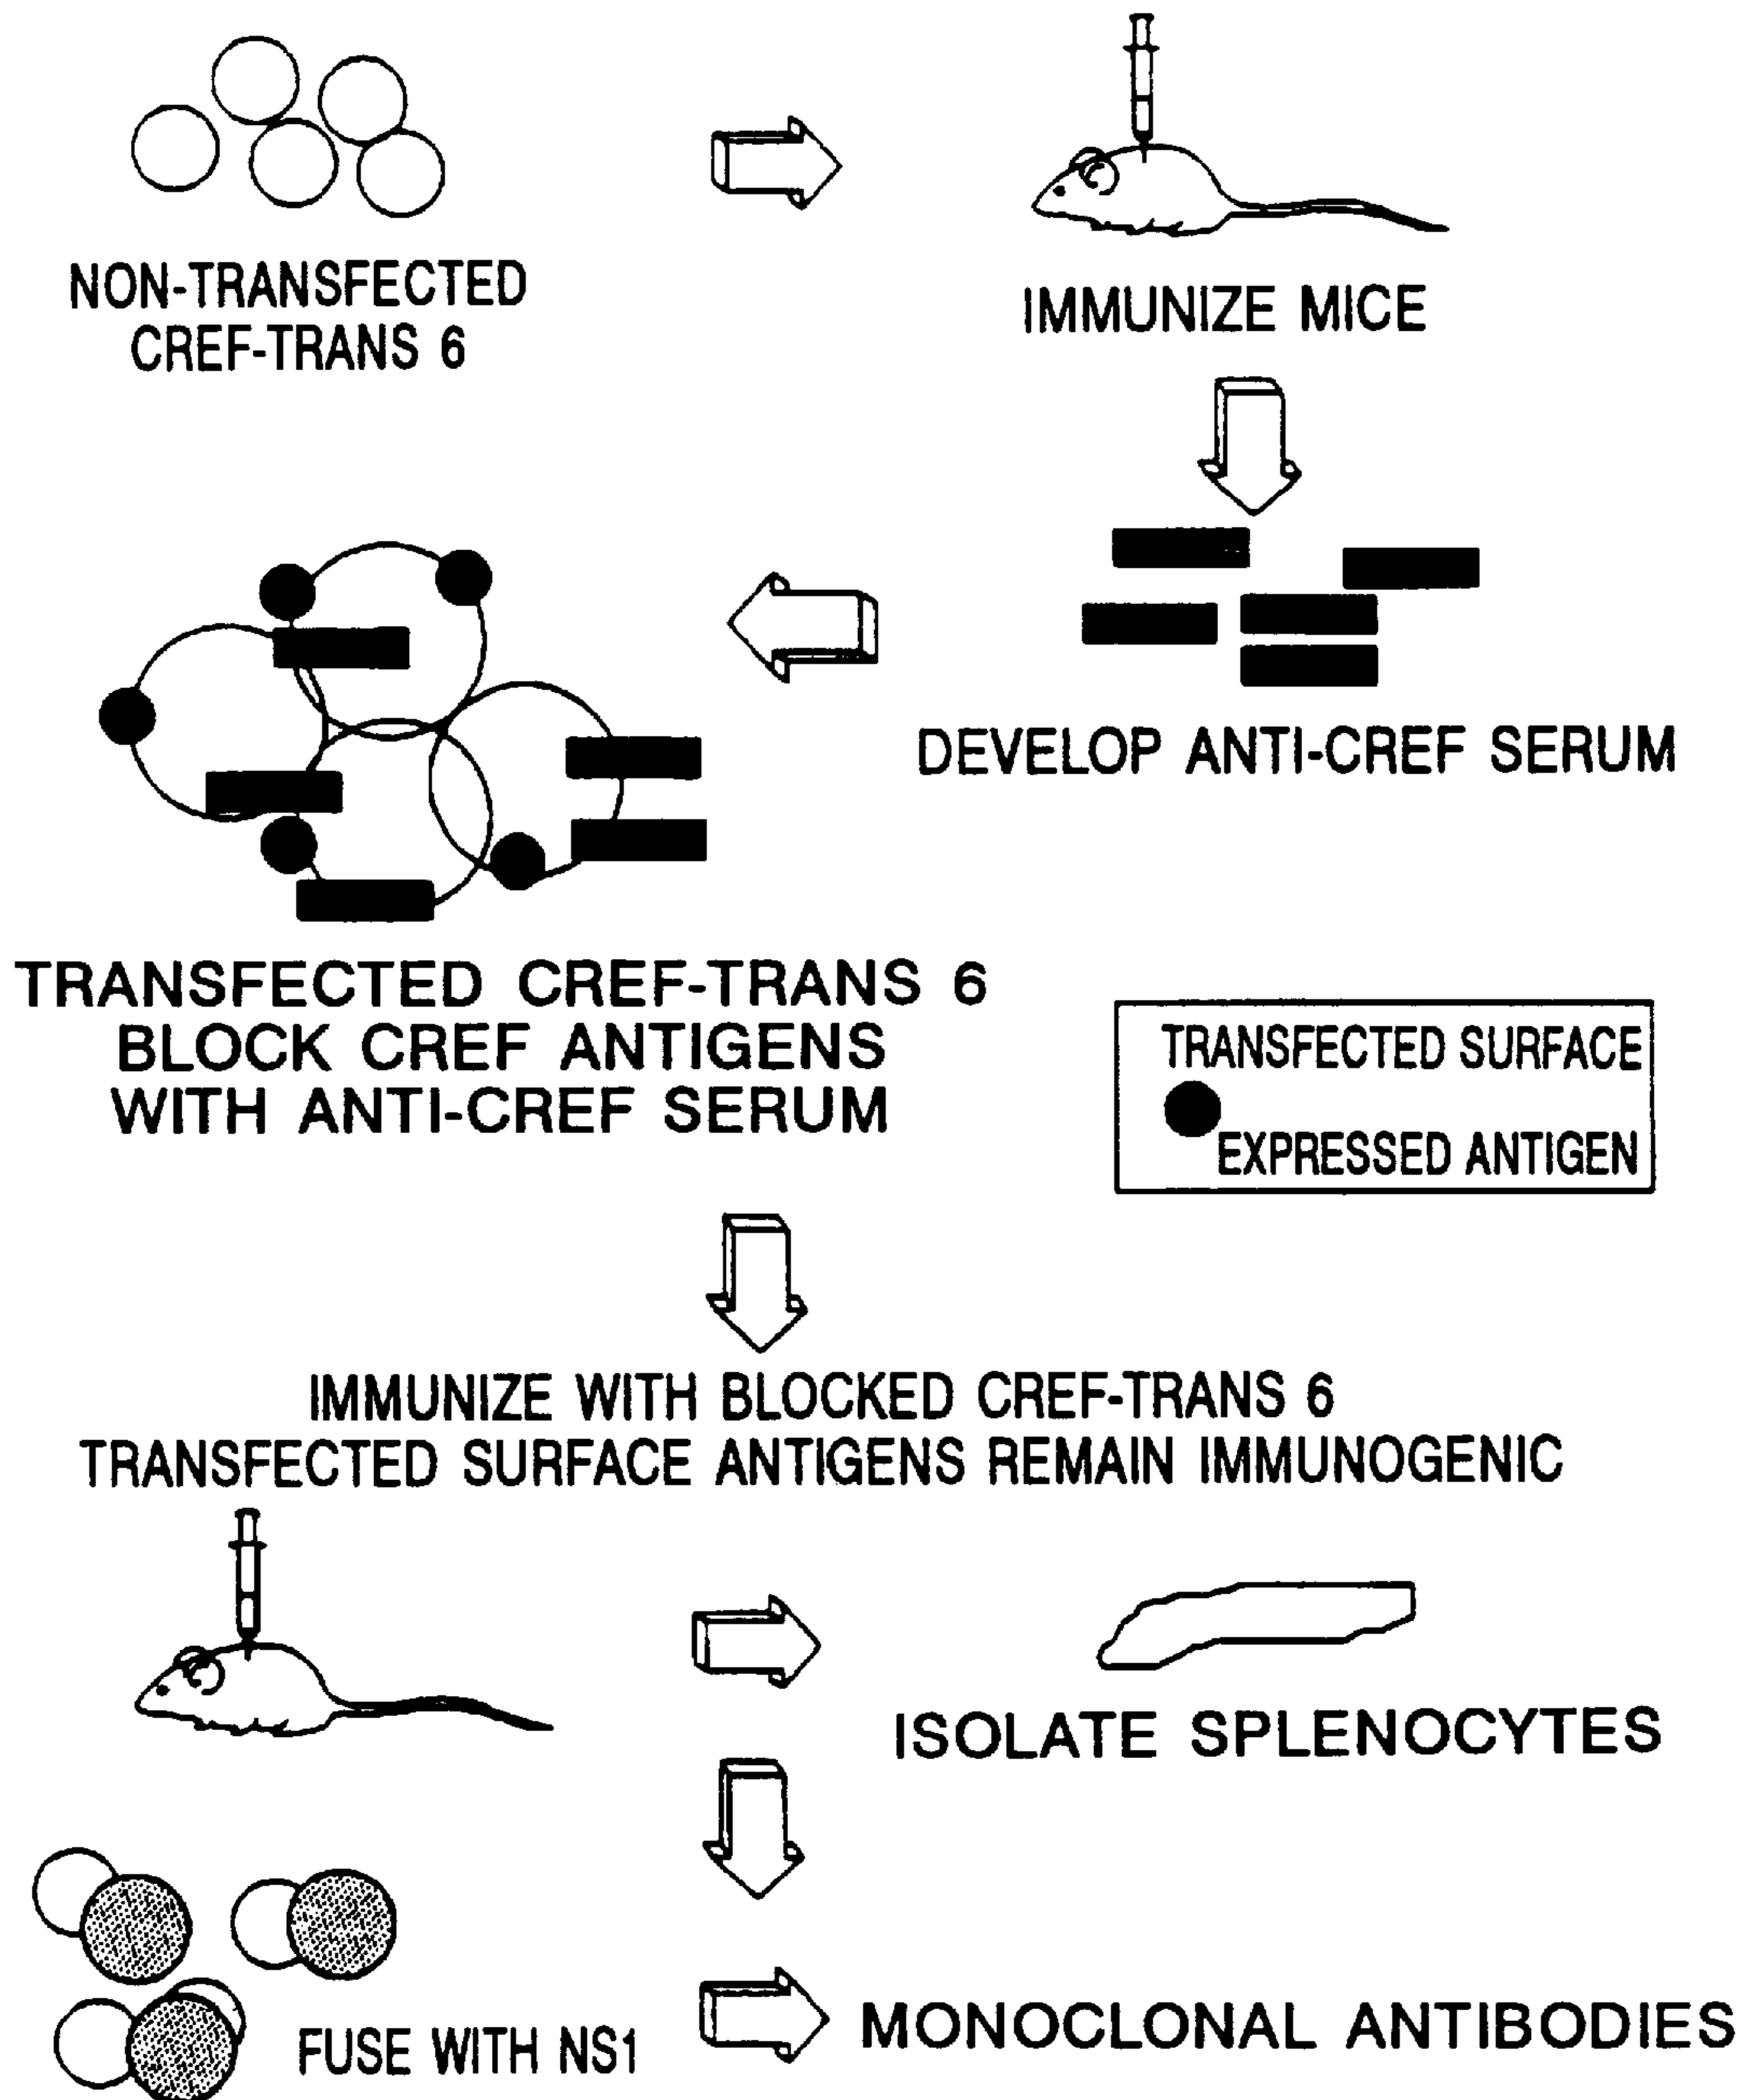 NON-TRANSFECTED
CREF-TRANS 6
IMMUNIZE MICE
DEVELOP ANTI-CREF SERUM
TRANSFECTED CREF-TRANS 6
BLOCK CREF ANTIGENS
WITH ANTI-CREF SERUM
TRANSFECTED SURFACE
EXPRESSED ANTIGEN
IMMUNIZE WITH BLOCKED CREF-TRANS 6
TRANSFECTED SURFACE ANTIGENS REMAIN IMMUNOGENIC
ISOLATE SPLENOCYTES
FUSE WITH NS1
MONOCLONAL ANTIBODIES